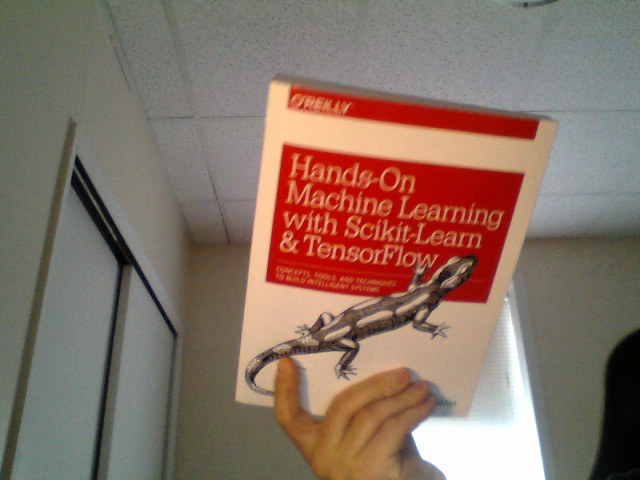 O'REILLY
Hands-On
Machine Learning
with Scikit-Learn
& TensorFlow
CONCEPTS, TOOLS, AND TECHNIQUES
TO BUILD INTELLIGENT SYSTEMS